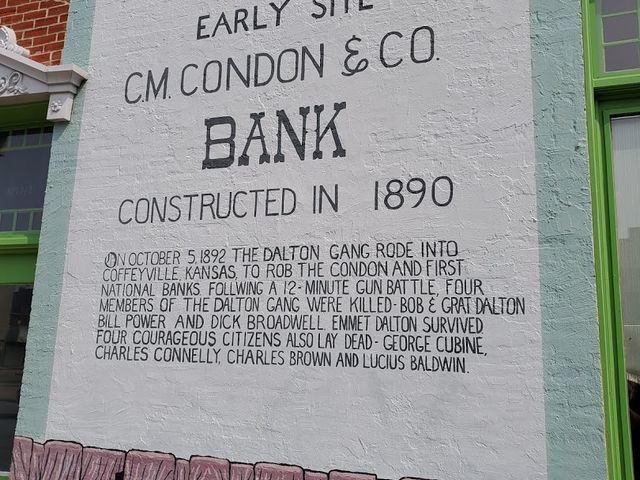 EARLY SITE
C.M. CONDON & CO.
BANK
CONSTRUCTED IN 1890
ON OCTOBER 5, 1892 THE DALTON GANG RODE INTO
COFFEYVILLE, KANSAS, TO ROB THE CONDON AND FIRST
NATIONAL BANKS. FOLLWING A 12-MINUTE GUN BATTLE, FOUR
MEMBERS OF THE DALTON GANG WERE KILLED - BOB & GRAT DALTON
BILL POWER AND DICK BROADWELL. EMMET DALTON SURVIVED
FOUR COURAGEOUS CITIZENS ALSO LAY DEAD - GEORGE CUBINE,
CHARLES CONNELLY, CHARLES BROWN AND LUCIUS BALDWIN.